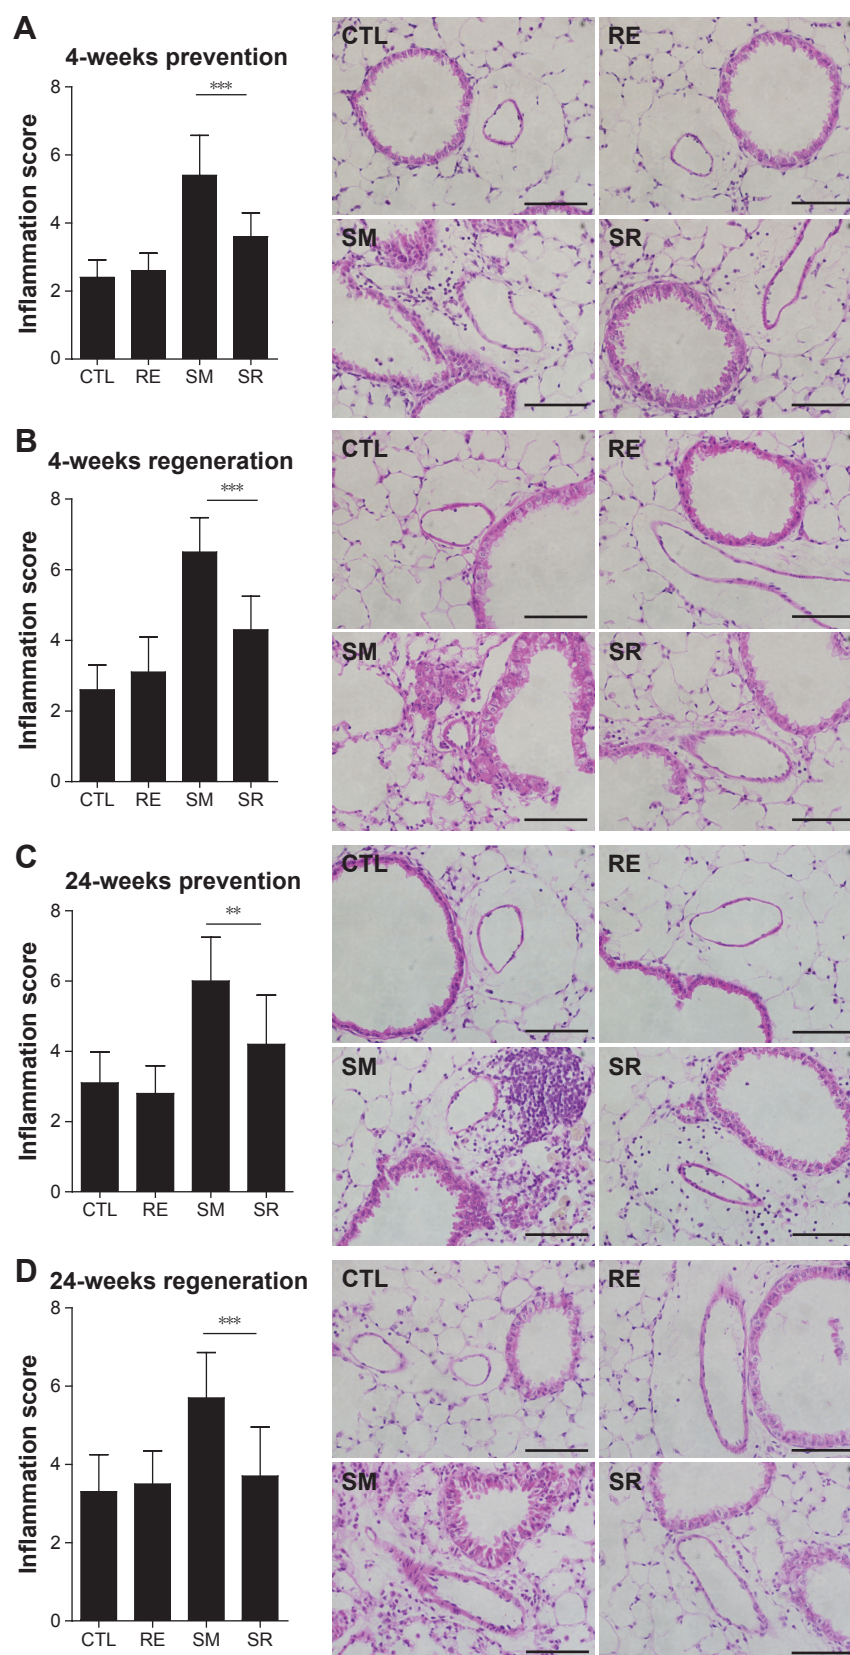 A
4-weeks prevention
Inflammation score
8
6
4
2
0
***
CTL RE SM SR
CTL RE
SM SR
B
4-weeks regeneration
Inflammation score
8
6
4
2
0
***
CTL RE SM SR
CTL RE
SM SR
C
24-weeks prevention
Inflammation score
8
6
4
2
0
**
CTL RE SM SR
CTL RE
SM SR
D
24-weeks regeneration
Inflammation score
8
6
4
2
0
***
CTL RE SM SR
CTL RE
SM SR